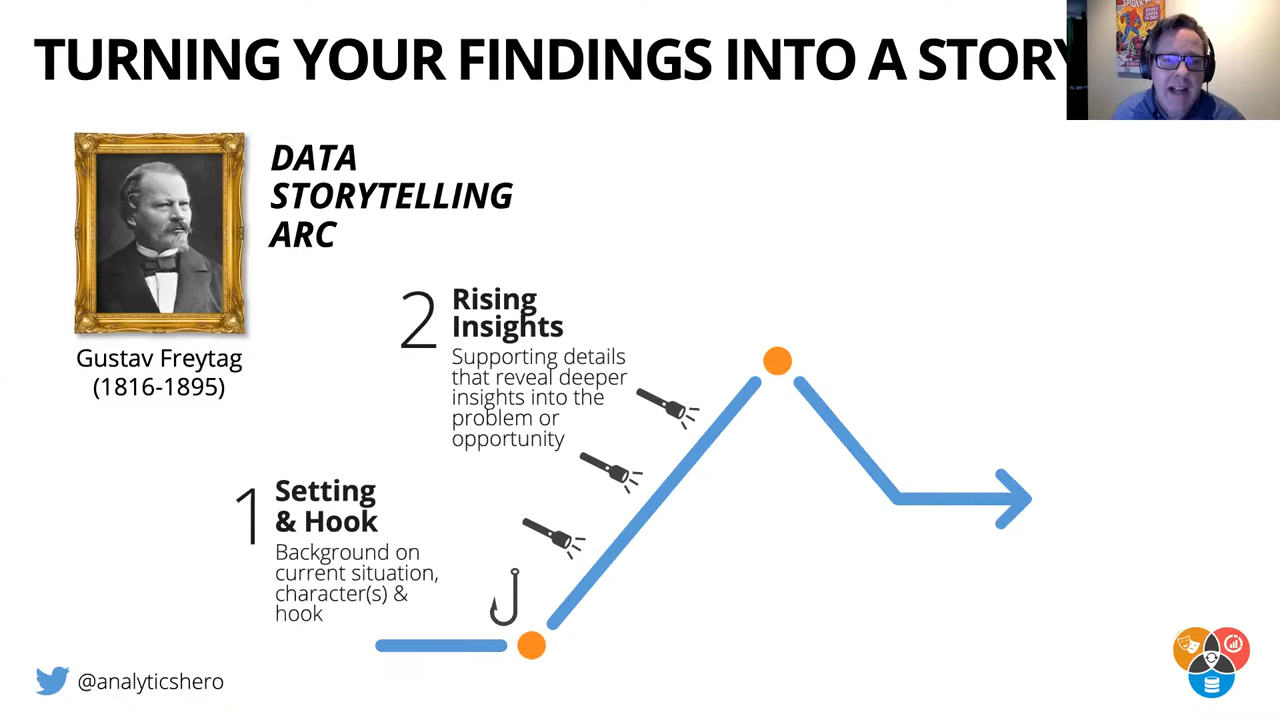 TURNING YOUR FINDINGS INTO A STORY
DATA
STORYTELLING
ARC
Gustav Freytag
(1816-1895)
2
Rising
Insights
Supporting details
that reveal deeper
insights into the
problem or
opportunity
1
Setting
& Hook
Background on
current situation,
character(s) &
hook
@analyticshero